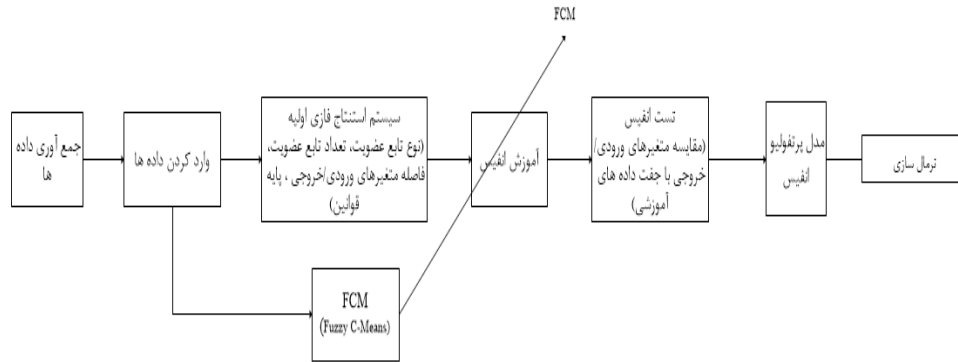 FCM
جمع آوری داده
ها
وارد کردن داده ها
سیستم استنتاج فازی اولیه
(نوع تابع عضویت، تعداد تابع عضویت،
فاصله متغیرهای ورودی/خروجی ، پایه
قوانین)
آموزش انفیس
تست انفیس
(مقایسه متغیرهای ورودی/
خروجی با جفت داده های
آموزشی)
مدل پرتفولیو
انفیس
نرمال سازی
FCM
(Fuzzy C-Means)